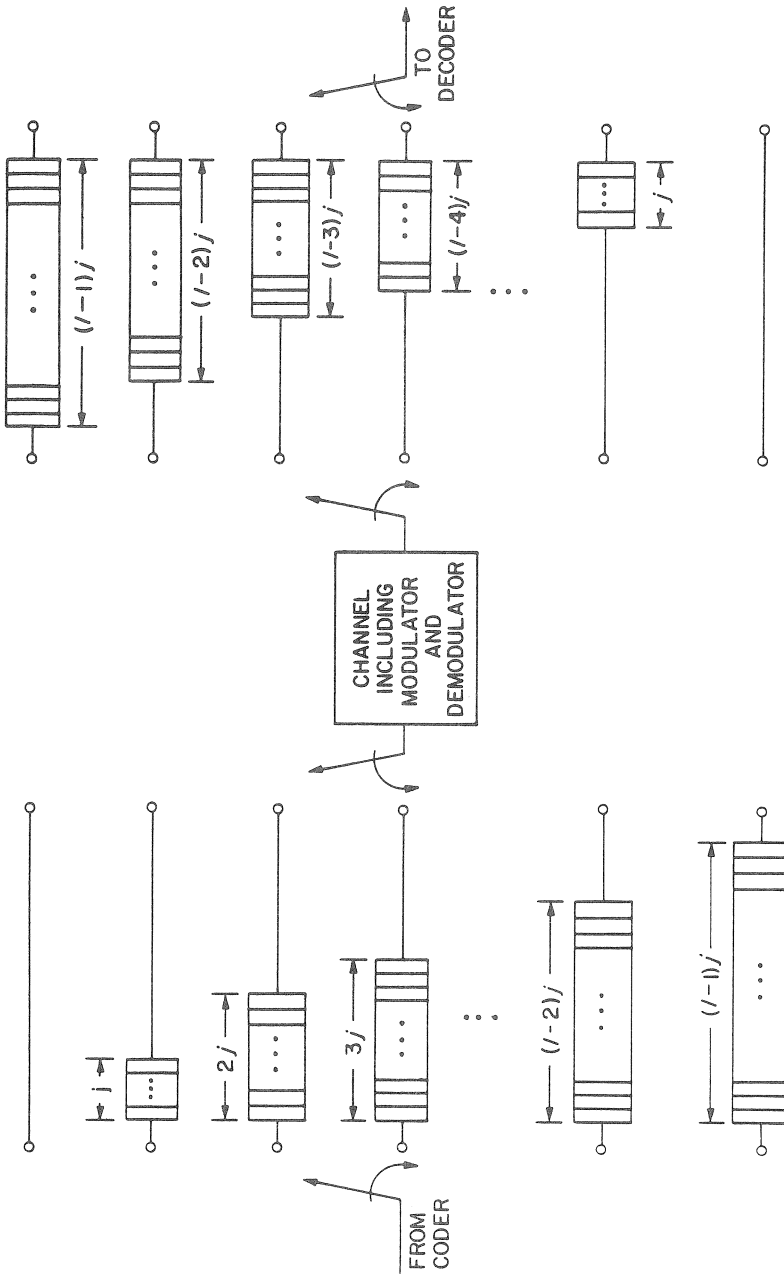 FROM
CODER
j
2j
3j
(l-2)j
(l-1)j
CHANNEL
INCLUDING
MODULATOR
AND
DEMODULATOR
(l-1)j
(l-2)j
(l-3)j
(l-4)j
j
TO
DECODER